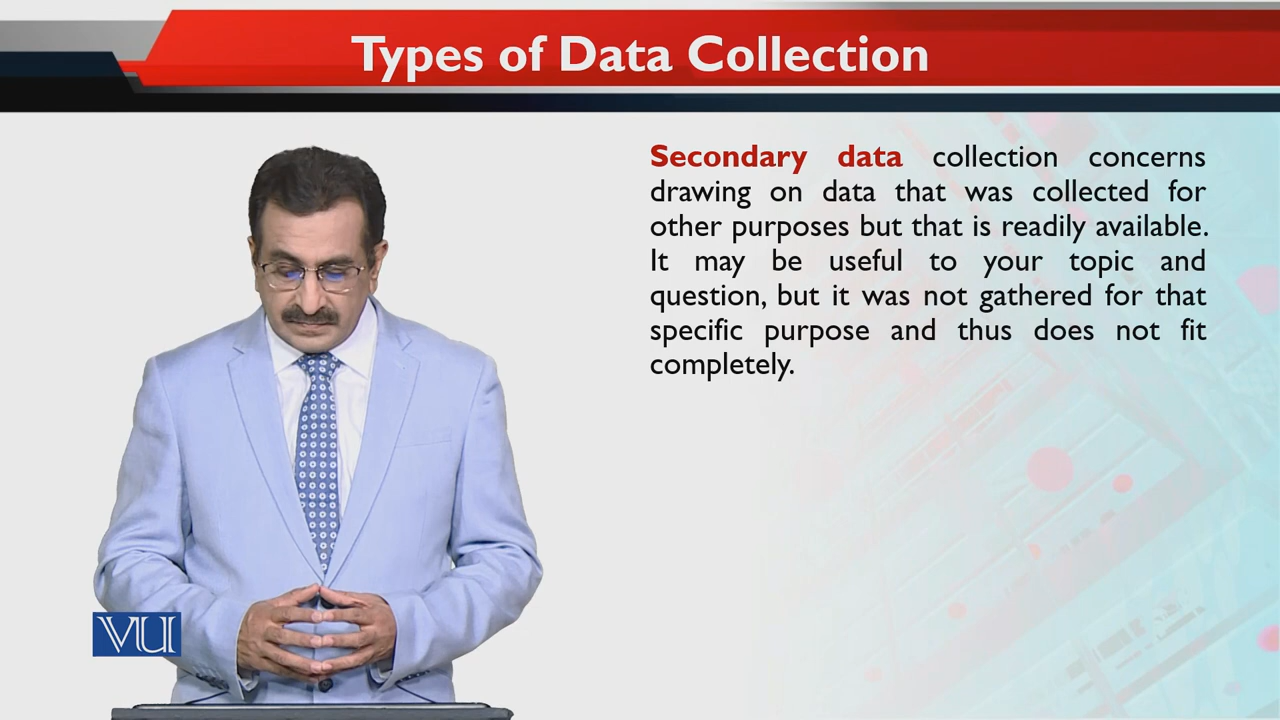 Types of Data Collection
Secondary data collection concerns
drawing on data that was collected for
other purposes but that is readily available.
It may be useful to your topic and
question, but it was not gathered for that
specific purpose and thus does not fit
completely.
VU